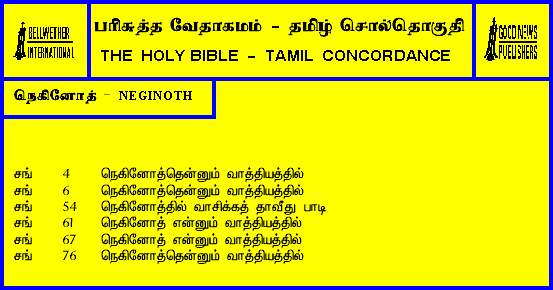 BELLWETHER
INTERNATIONAL
பரிசுத்த வேதாகமம் - தமிழ் சொல்தொகுதி
THE HOLY BIBLE - TAMIL CONCORDANCE
GOOD NEWS
PUBLISHERS
நெகினோத் - NEGINOTH
சங் 4 நெகினோத்தென்னும் வாத்தியத்தில்
சங் 6 நெகினோத்தென்னும் வாத்தியத்தில்
சங் 54 நெகினோத்தில் வாசிக்கத் தாவீது பாடி
சங் 61 நெகினோத் என்னும் வாத்தியத்தில்
சங் 67 நெகினோத் என்னும் வாத்தியத்தில்
சங் 76 நெகினோத்தென்னும் வாத்தியத்தில்